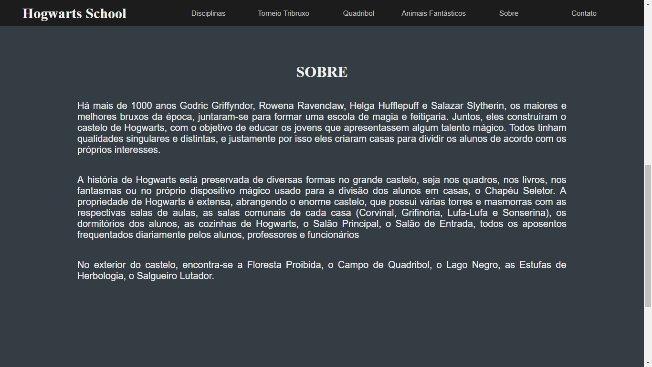 Hogwarts School
Disciplinas
Torneio Tribruxo
Quadribol
Animais Fantásticos
Sobre
Contato
SOBRE
Há mais de 1000 anos Godric Griffyndor, Rowena Ravenclaw, Helga Hufflepuff e Salazar Slytherin, os maiores e
melhores bruxos da época, juntaram-se para formar uma escola de magia e feitiçaria. Juntos, eles construíram o
castelo de Hogwarts, com o objetivo de educar os jovens que apresentassem algum talento mágico. Todos tinham
qualidades singulares e distintas, e justamente por isso eles criaram casas para dividir os alunos de acordo com os
próprios interesses.
A história de Hogwarts está preservada de diversas formas no grande castelo, seja nos quadros, nos livros, nos
fantasmas ou no próprio dispositivo mágico usado para a divisão dos alunos em casas, o Chapéu Seletor. A
propriedade de Hogwarts é extensa, abrangendo o enorme castelo, que possui várias torres e masmorras com as
respectivas salas de aulas, as salas comunais de cada casa (Corvinal, Grifinória, Lufa-Lufa e Sonserina), os
dormitórios dos alunos, as cozinhas de Hogwarts, o Salão Principal, o Salão de Entrada, todos os aposentos
frequentados diariamente pelos alunos, professores e funcionários
No exterior do castelo, encontra-se a Floresta Proibida, o Campo de Quadribol, o Lago Negro, as Estufas de
Herbologia, o Salgueiro Lutador.